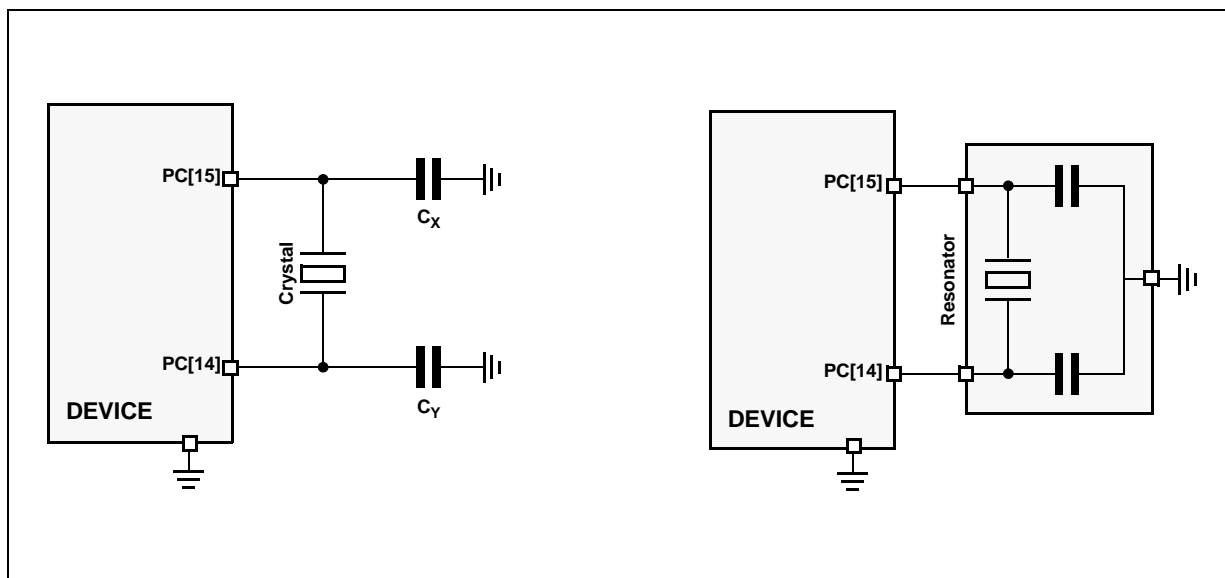 PC[15]
Crystal
CX
PC[14]
CY
DEVICE
PC[15]
Resonator
PC[14]
DEVICE